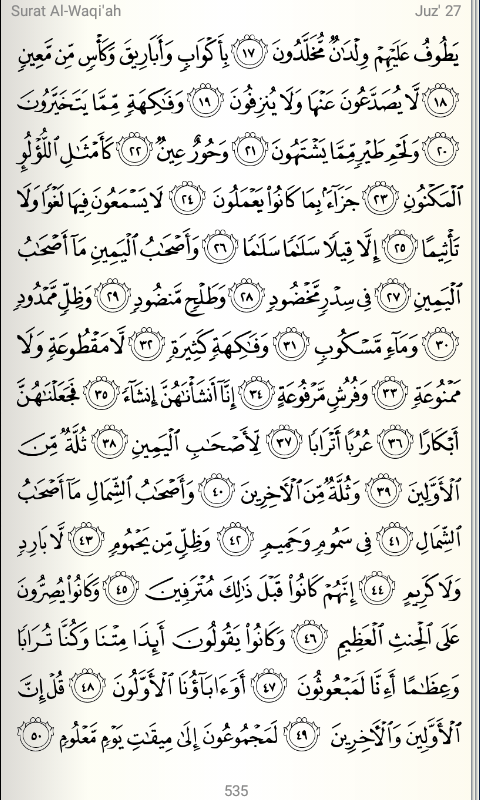 Surat Al-Waqi'ah Juz' 27
يَطُوفُ عَلَيۡهِمۡ وِلۡدَٰنٞ مُّخَلَّدُونَ ١٧ بِأَكۡوَابٖ وَأَبَارِيقَ وَكَأۡسٖ مِّن مَّعِينٖ
١٨ لَّا يُصَدَّعُونَ عَنۡهَا وَلَا يُنزِفُونَ ١٩ وَفَٰكِهَةٖ مِّمَّا يَتَخَيَّرُونَ
٢٠ وَلَحۡمِ طَيۡرٖ مِّمَّا يَشۡتَهُونَ ٢١ وَحُورٌ عِينٞ ٢٢ كَأَمۡثَٰلِ ٱللُّؤۡلُوِٕ
ٱلۡمَكۡنُونِ ٢٣ جَزَآءَۢ بِمَا كَانُواْ يَعۡمَلُونَ ٢٤ لَا يَسۡمَعُونَ فِيهَا لَغۡوٗا وَلَا
تَأۡثِيمًا ٢٥ إِلَّا قِيلٗا سَلَٰمٗا سَلَٰمٗا ٢٦ وَأَصۡحَٰبُ ٱلۡيَمِينِ مَآ أَصۡحَٰبُ
ٱلۡيَمِينِ ٢٧ فِي سِدۡرٖ مَّخۡضُودٖ ٢٨ وَطَلۡحٖ مَّنضُودٖ ٢٩ وَظِلّٖ مَّمۡدُودٖ
٣٠ وَمَآءٖ مَّسۡكُوبٖ ٣١ وَفَٰكِهَةٖ كَثِيرَةٖ ٣٢ لَّا مَقۡطُوعَةٖ وَلَا
مَمۡنُوعَةٖ ٣٣ وَفُرُشٖ مَّرۡفُوعَةٍ ٣٤ إِنَّآ أَنشَأۡنَٰهُنَّ إِنشَآءٗ ٣٥ فَجَعَلۡنَٰهُنَّ
أَبۡكَارًا ٣٦ عُرُبًا أَتۡرَابٗا ٣٧ لِّأَصۡحَٰبِ ٱلۡيَمِينِ ٣٨ ثُلَّةٞ مِّنَ
ٱلۡأَوَّلِينَ ٣٩ وَثُلَّةٞ مِّنَ ٱلۡأٓخِرِينَ ٤٠ وَأَصۡحَٰبُ ٱلشِّمَالِ مَآ أَصۡحَٰبُ
ٱلشِّمَالِ ٤١ فِي سَمُومٖ وَحَمِيمٖ ٤٢ وَظِلّٖ مِّن يَحۡمُومٖ ٤٣ لَّا بَارِدٖ
وَلَا كَرِيمٍ ٤٤ إِنَّهُمۡ كَانُواْ قَبۡلَ ذَٰلِكَ مُتۡرَفِينَ ٤٥ وَكَانُواْ يُصِرُّونَ
عَلَى ٱلۡحِنثِ ٱلۡعَظِيمِ ٤٦ وَكَانُواْ يَقُولُونَ أَئِذَا مِتۡنَا وَكُنَّا تُرَابٗا
وَعِظَٰمًا أَءِنَّا لَمَبۡعُوثُونَ ٤٧ أَوَءَابَآؤُنَا ٱلۡأَوَّلُونَ ٤٨ قُلۡ إِنَّ
ٱلۡأَوَّلِينَ وَٱلۡأٓخِرِينَ ٤٩ لَمَجۡمُوعُونَ إِلَىٰ مِيقَٰتِ يَوۡمٖ مَّعۡلُومٖ ٥٠
535